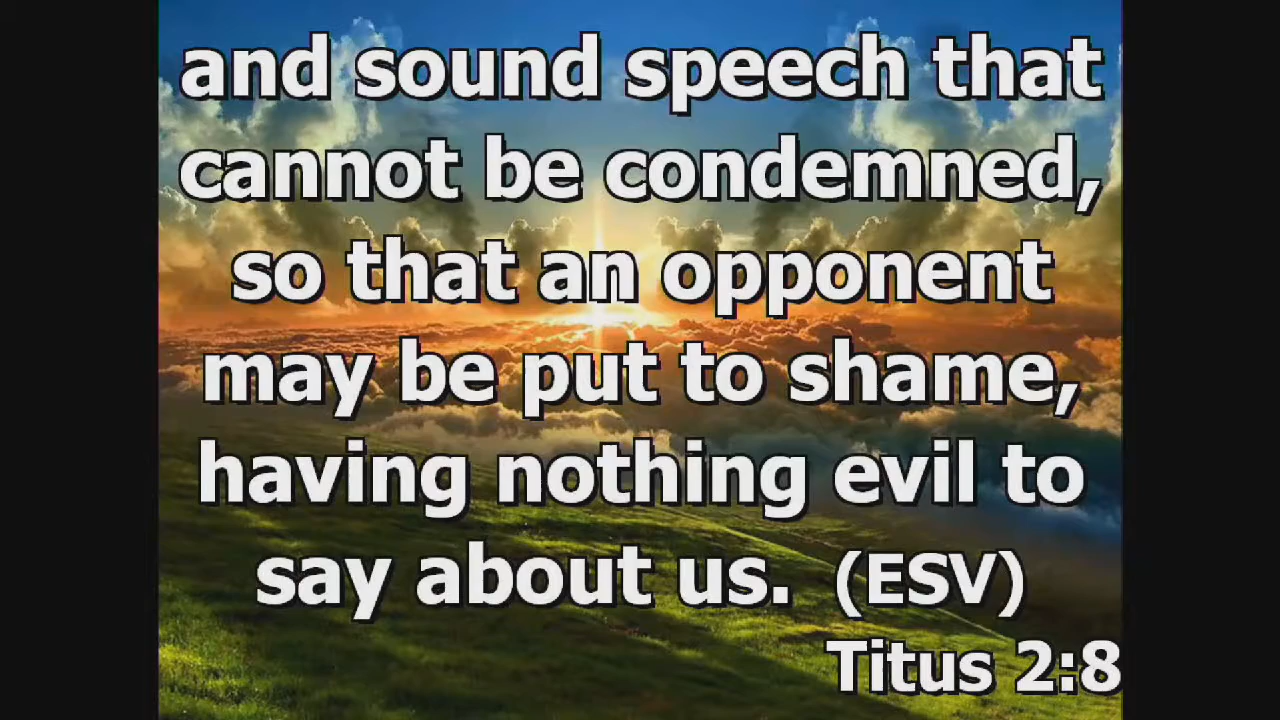 and sound speech that
cannot be condemned,
so that an opponent
may be put to shame,
having nothing evil to
say about us. (ESV)
Titus 2:8